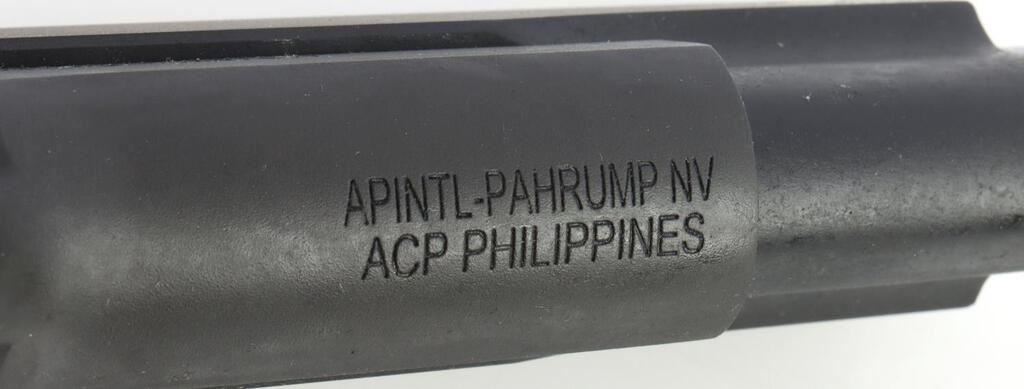 APINTL-PAHRUMP NV
ACP PHILIPPINES